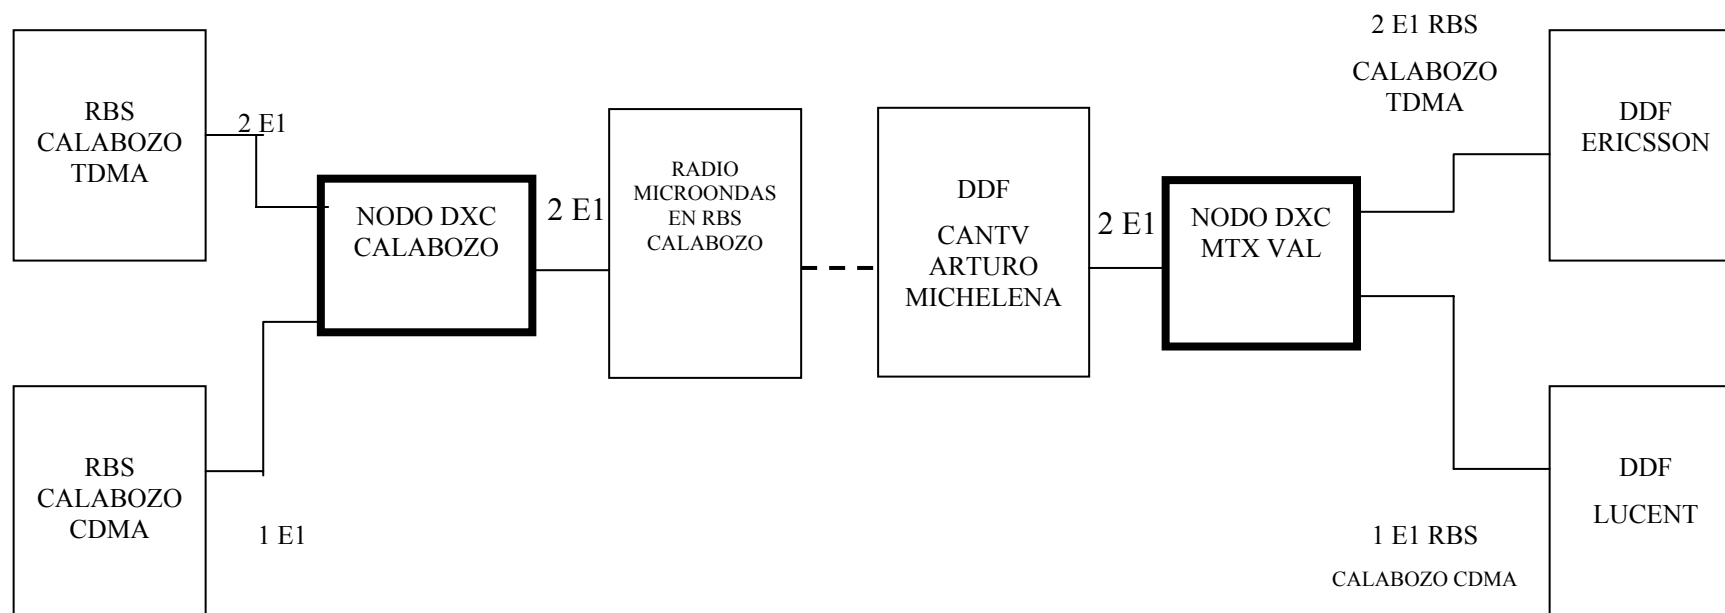 RBS
CALABOZO
TDMA
2 E1
RBS
CALABOZO
CDMA
1 E1
NODO DXC
CALABOZO
2 E1
RADIO
MICROONDAS
EN RBS
CALABOZO
DDF
CANTV
ARTURO
MICHELENA
2 E1
NODO DXC
MTX VAL
2 E1 RBS
CALABOZO
TDMA
DDF
ERICSSON
1 E1 RBS
CALABOZO CDMA
DDF
LUCENT